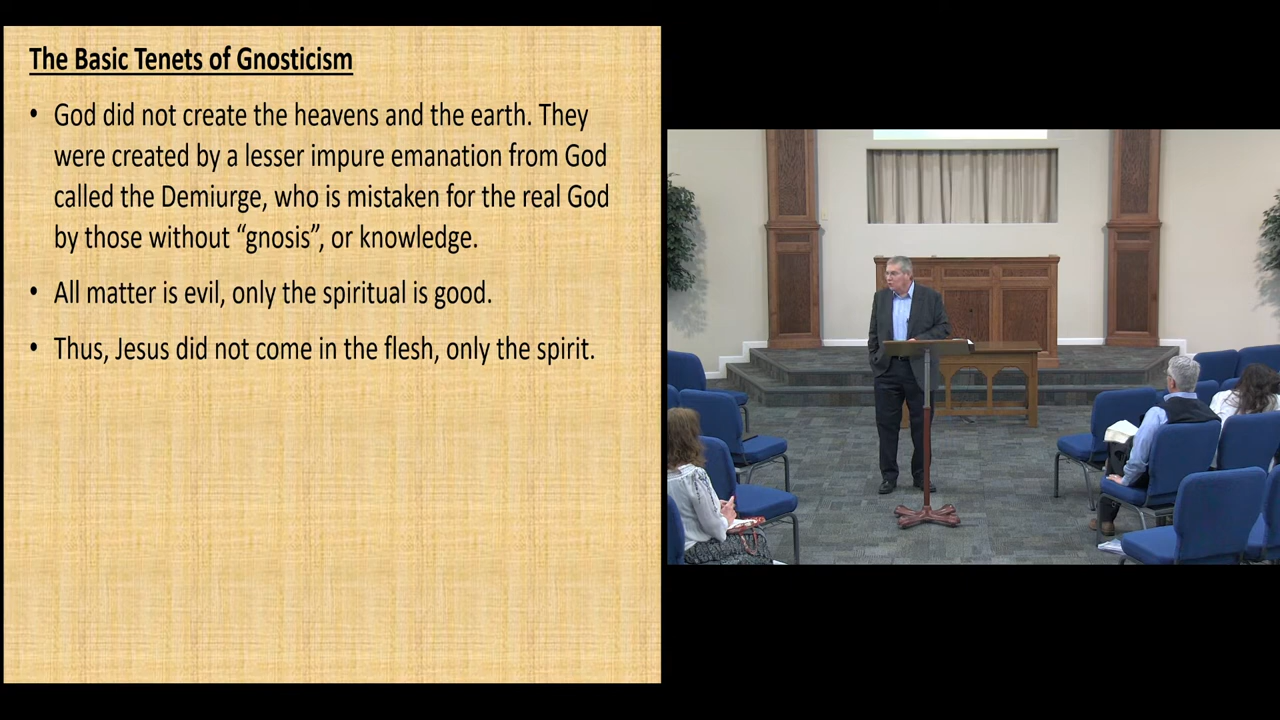 The Basic Tenets of Gnosticism
• God did not create the heavens and the earth. They
were created by a lesser impure emanation from God
called the Demiurge, who is mistaken for the real God
by those without “gnosis”, or knowledge.
• All matter is evil, only the spiritual is good.
• Thus, Jesus did not come in the flesh, only the spirit.